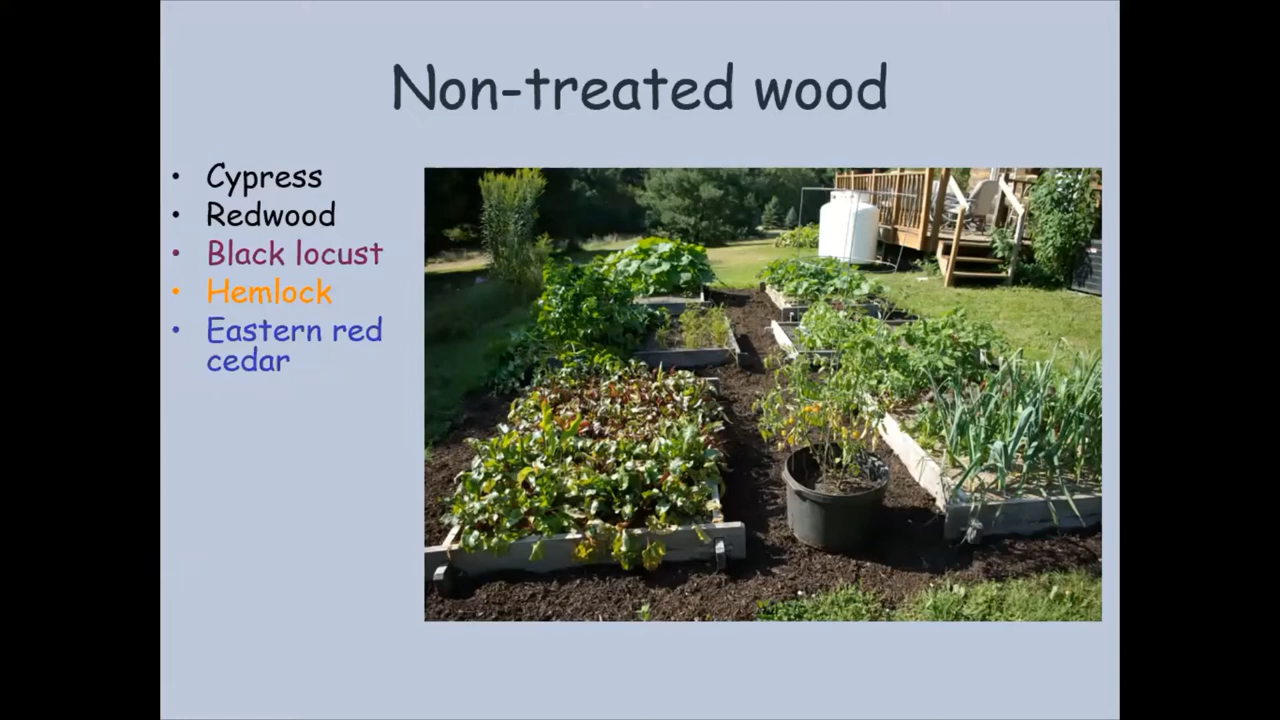 Non-treated wood
• Cypress
• Redwood
• Black locust
• Hemlock
• Eastern red
cedar